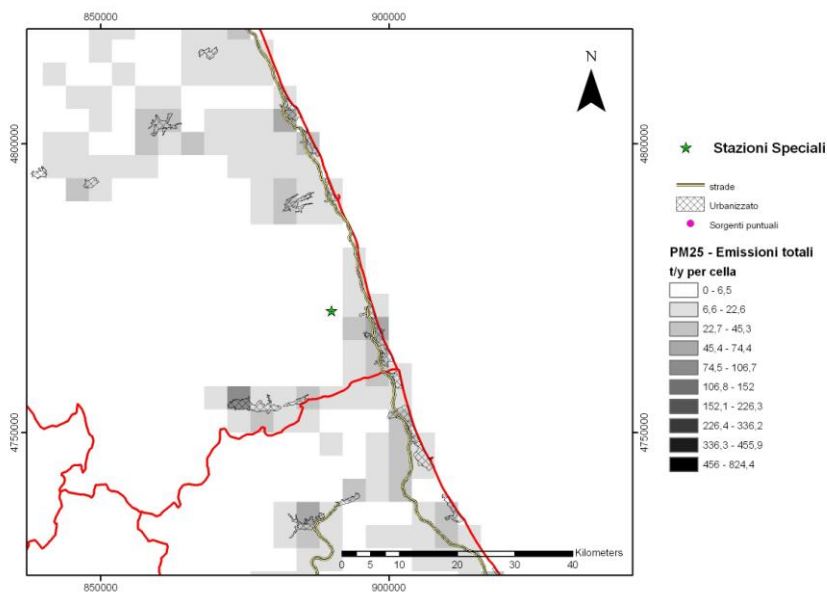 850000 900000
N
4800000 4800000
4750000 4750000
Stazioni Speciali
strade
Urbanizzato
Sorgenti puntuali
PM25 - Emissioni totali
t/y per cella
0 - 6,5
6,6 - 22,6
22,7 - 45,3
45,4 - 74,4
74,5 - 106,7
106,8 - 152
152,1 - 226,3
226,4 - 336,2
336,3 - 455,9
456 - 824,4
Kilometers
0 5 10 20 30 40
850000 900000